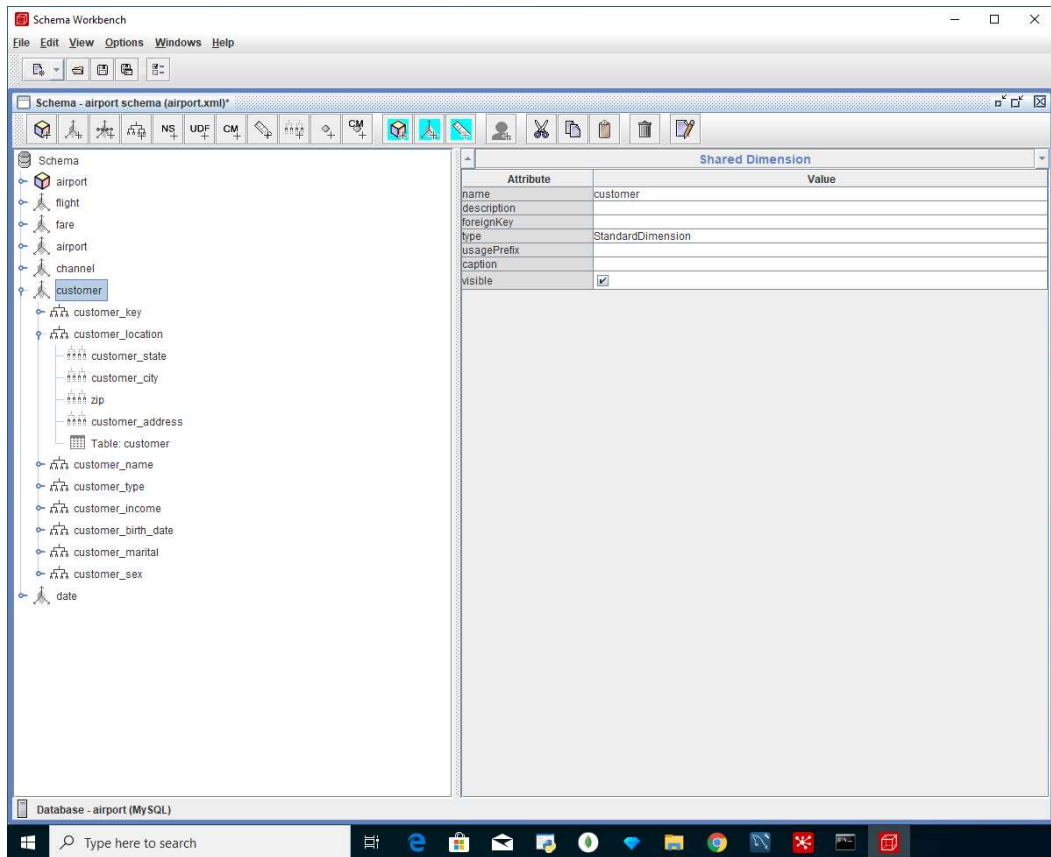 Schema Workbench
File Edit View Options Windows Help
Schema - airport schema (airport.xml)*
NS UDF CM CM
Schema
airport
flight
fare
airport
channel
customer
customer_key
customer_location
customer_state
customer_city
zip
customer_address
Table: customer
customer_name
customer_type
customer_income
customer_birth_date
customer_marital
customer_sex
date
Shared Dimension
Attribute Value
name customer
description
foreignKey
type StandardDimension
usagePrefix
caption
visible
Database - airport (MySQL)
Type here to search